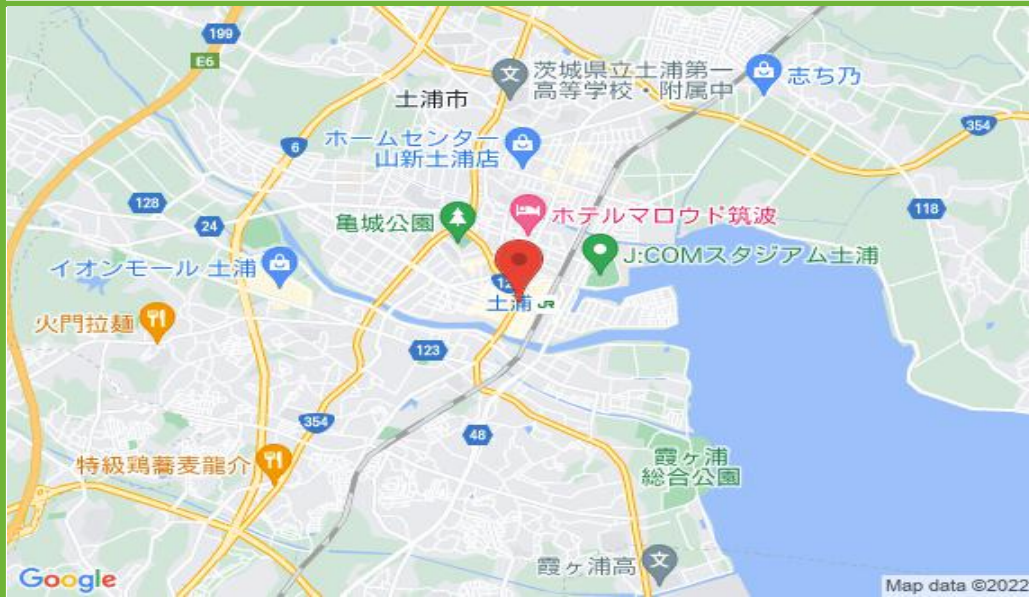 199
E6
茨城県立土浦第一
高等学校・附属中
志ち乃
土浦市
354
6
ホームセンター
山新土浦店
128
24
亀城公園
ホテルマロウド筑波
118
イオンモール 土浦
J:COMスタジアム土浦
土浦 JR
火門拉麺
123
354
48
特級鶏蕎麦龍介
霞ヶ浦
総合公園
霞ヶ浦高
Google
Map data ©2022